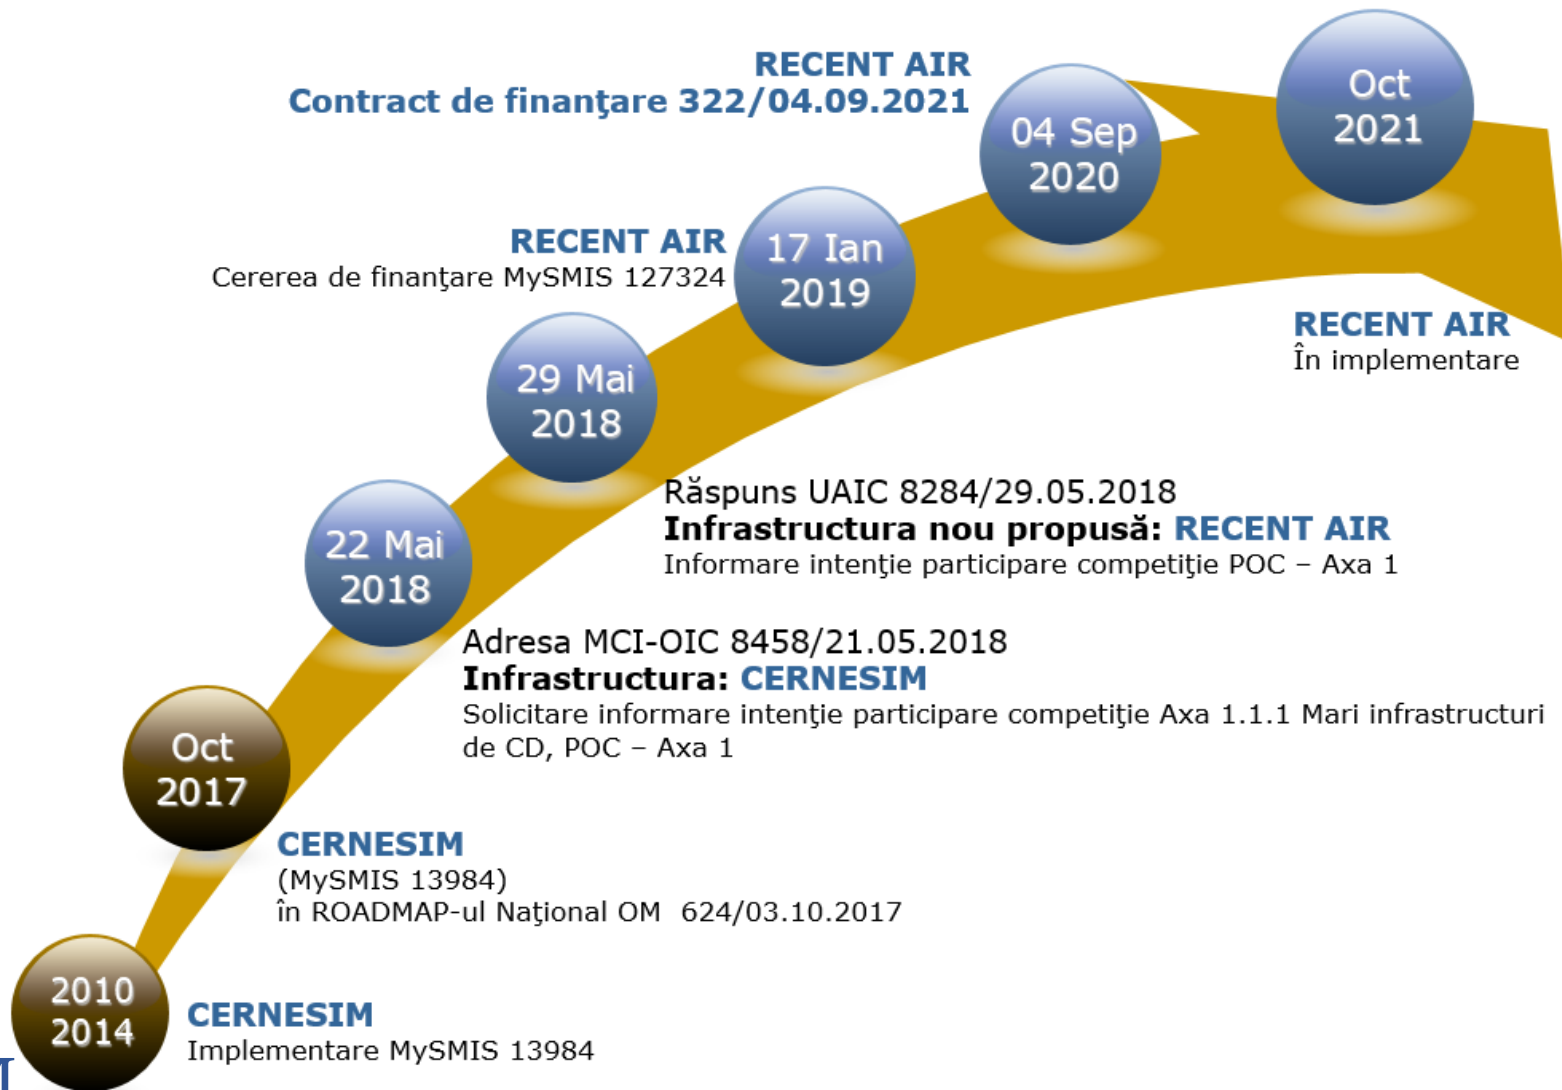 RECENT AIR
Contract de finanţare 322/04.09.2021
04 Sep
2020
Oct
2021
RECENT AIR
Cererea de finanţare MySMIS 127324
17 Ian
2019
RECENT AIR
În implementare
29 Mai
2018
Răspuns UAIC 8284/29.05.2018
Infrastructura nou propusă: RECENT AIR
Informare intenţie participare competiţie POC – Axa 1
22 Mai
2018
Adresa MCI-OIC 8458/21.05.2018
Infrastructura: CERNESIM
Solicitare informare intenţie participare competiţie Axa 1.1.1 Mari infrastructuri
de CD, POC – Axa 1
Oct
2017
CERNESIM
(MySMIS 13984)
în ROADMAP-ul Naţional OM  624/03.10.2017
2010
2014
CERNESIM
Implementare MySMIS 13984